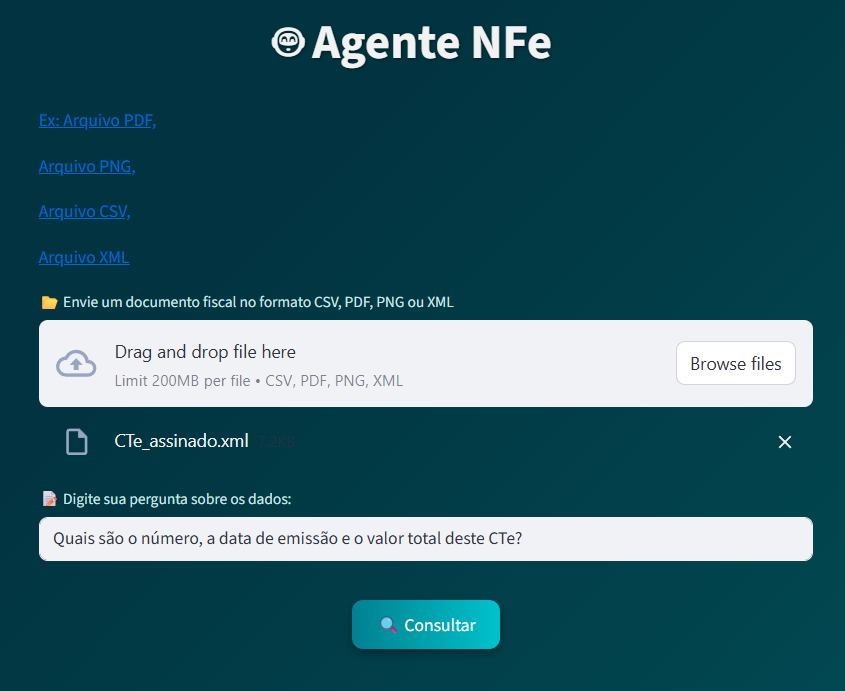 Agente NFe
Ex: Arquivo PDF,
Arquivo PNG,
Arquivo CSV,
Arquivo XML
Envie um documento fiscal no formato CSV, PDF, PNG ou XML
Drag and drop file here
Limit 200MB per file • CSV, PDF, PNG, XML
Browse files
CTe_assinado.xml 7.2KB
Digite sua pergunta sobre os dados:
Quais são o número, a data de emissão e o valor total deste CTe?
Consultar